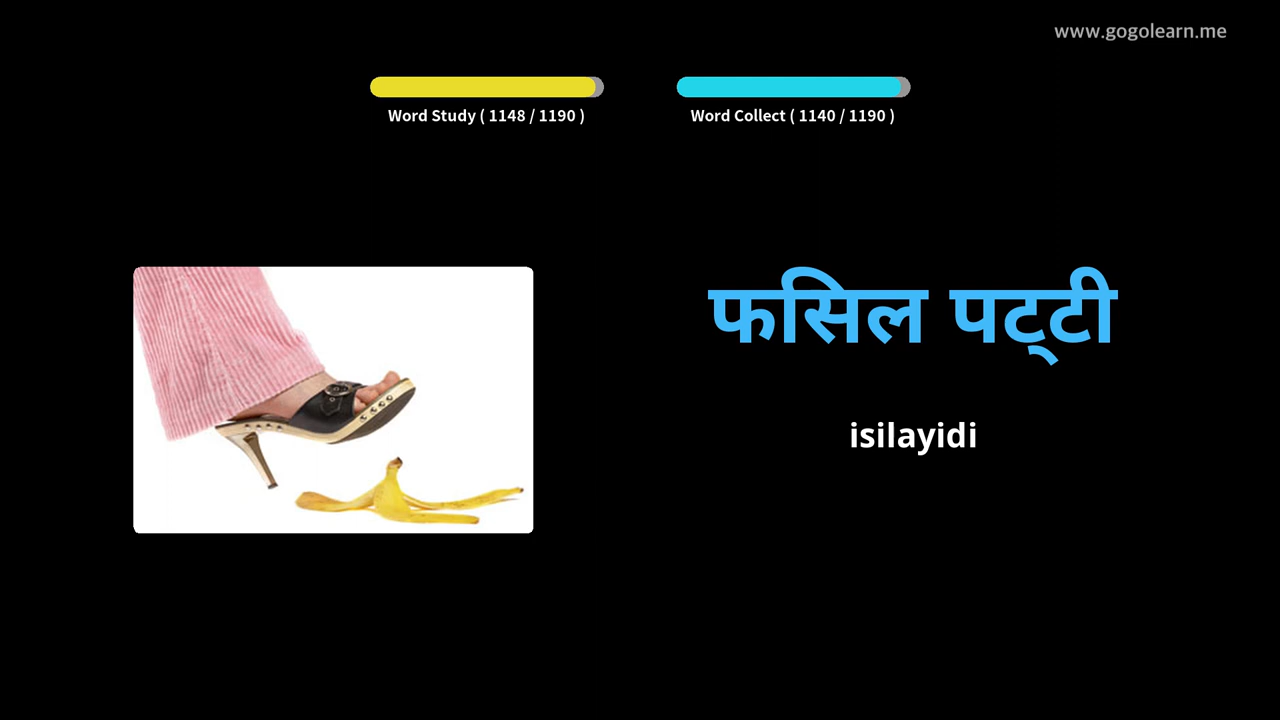 www.gogolearn.me
Word Study ( 1148 / 1190 )
Word Collect ( 1140 / 1190 )
फसिल पट्‌टी
isilayidi